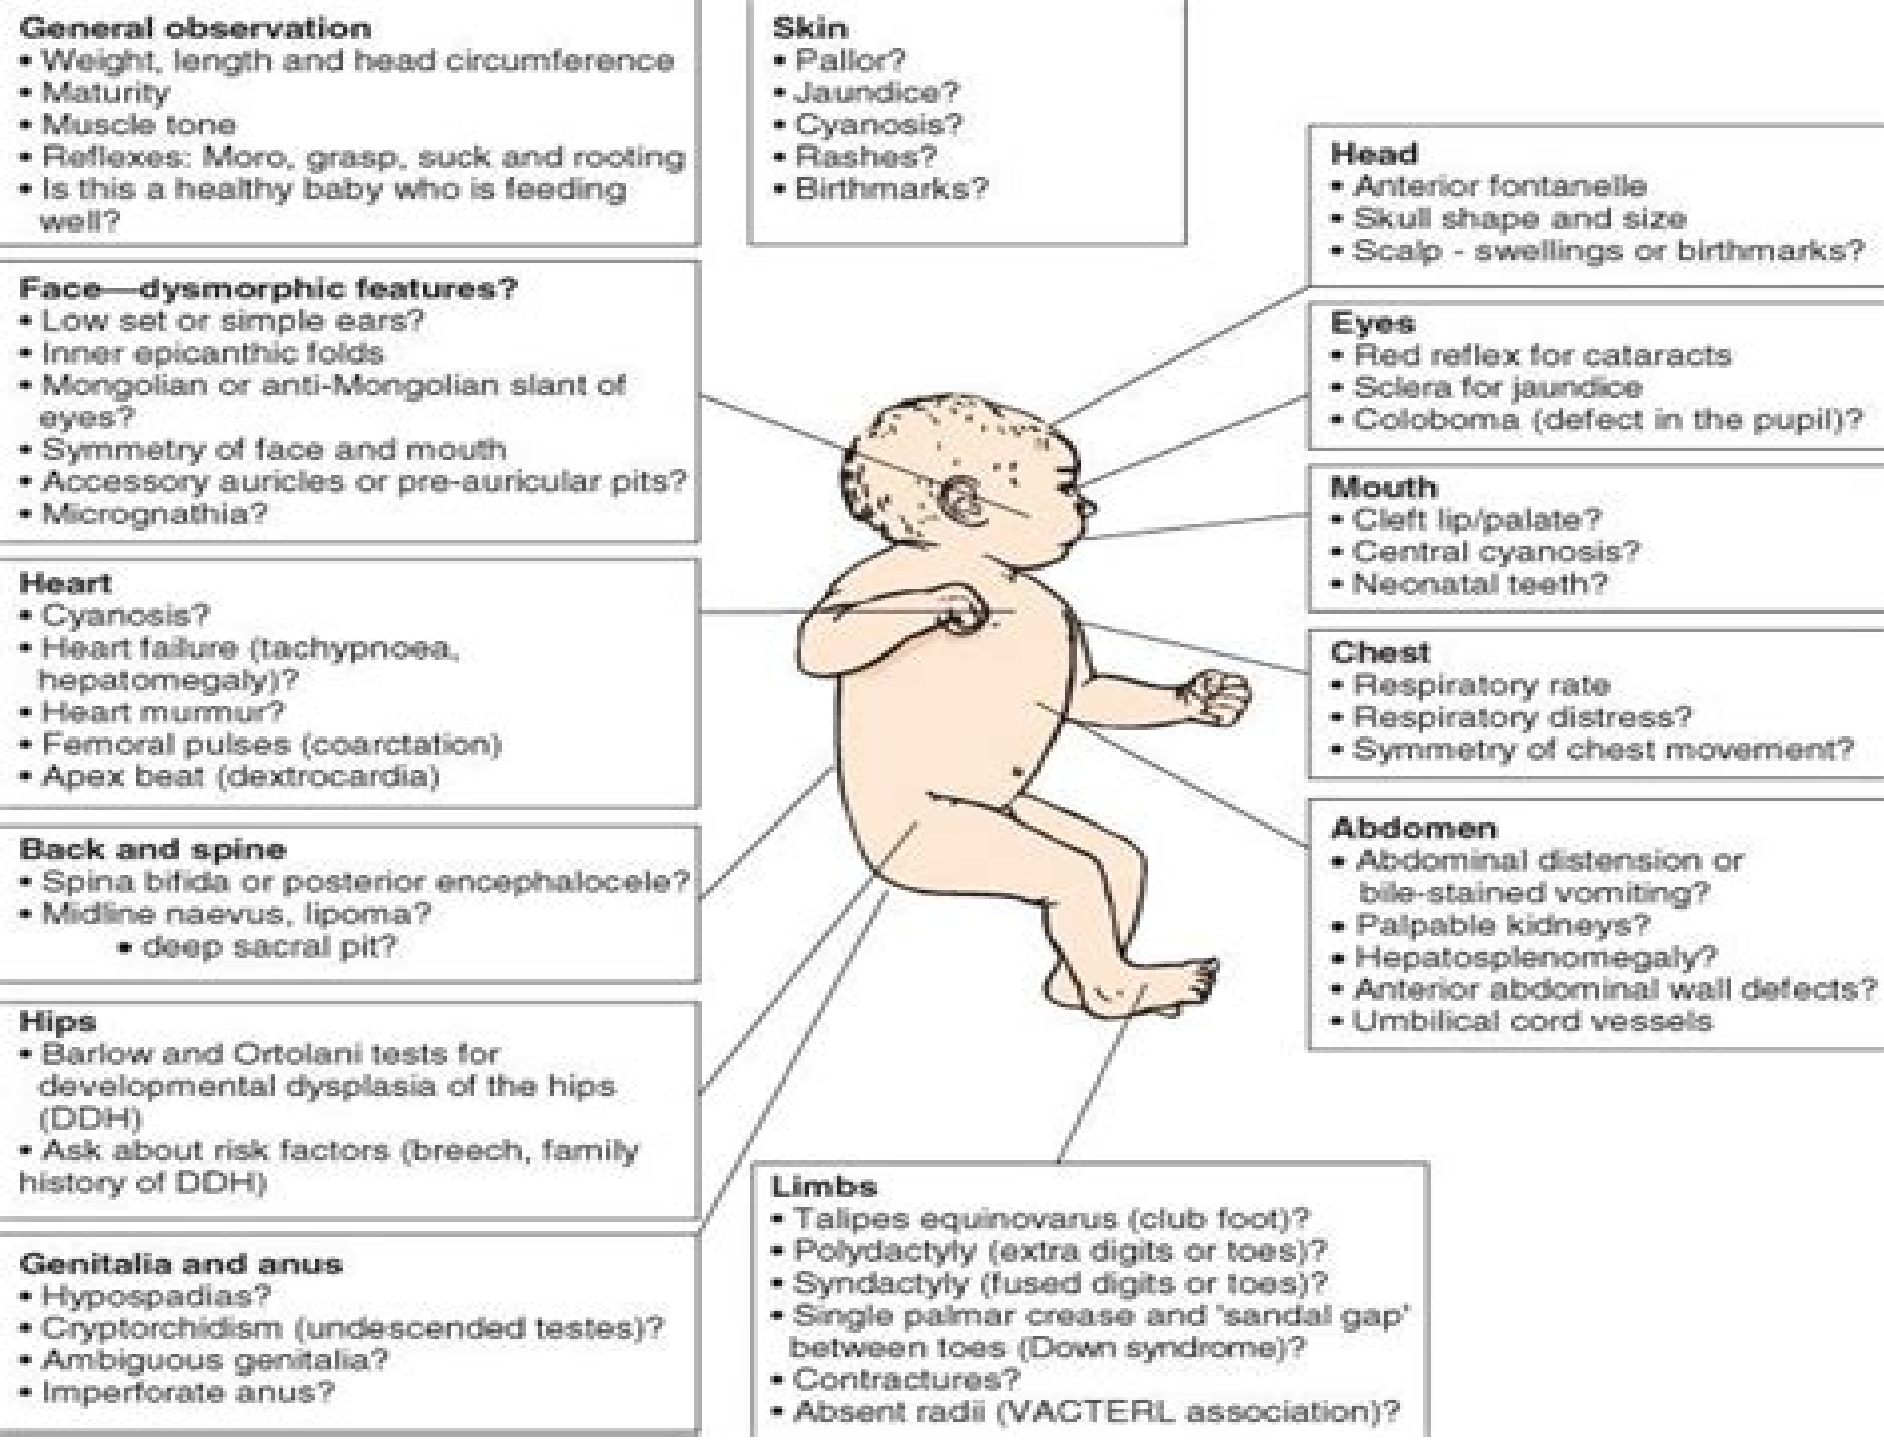 General observation
• Weight, length and head circumference
• Maturity
• Muscle tone
• Reflexes: Moro, grasp, suck and rooting
• Is this a healthy baby who is feeding
well?
Skin
• Pallor?
• Jaundice?
• Cyanosis?
• Rashes?
• Birthmarks?
Head
• Anterior fontanelle
• Skull shape and size
• Scalp - swellings or birthmarks?
Face—dysmorphic features?
• Low set or simple ears?
• Inner epicanthic folds
• Mongolian or anti-Mongolian slant of
eyes?
• Symmetry of face and mouth
• Accessory auricles or pre-auricular pits?
• Micrognathia?
Eyes
• Red reflex for cataracts
• Sclera for jaundice
• Coloboma (defect in the pupil)?
Mouth
• Cleft lip/palate?
• Central cyanosis?
• Neonatal teeth?
Heart
• Cyanosis?
• Heart failure (tachypnoea,
hepatomegaly)?
• Heart murmur?
• Femoral pulses (coarctation)
• Apex beat (dextrocardia)
Chest
• Respiratory rate
• Respiratory distress?
• Symmetry of chest movement?
Back and spine
• Spina bifida or posterior encephalocele?
• Midline naevus, lipoma?
• deep sacral pit?
Abdomen
• Abdominal distension or
bile-stained vomiting?
• Palpable kidneys?
• Hepatosplenomegaly?
• Anterior abdominal wall defects?
• Umbilical cord vessels
Hips
• Barlow and Ortolani tests for
developmental dysplasia of the hips
(DDH)
• Ask about risk factors (breech, family
history of DDH)
Genitalia and anus
• Hypospadias?
• Cryptorchidism (undescended testes)?
• Ambiguous genitalia?
• Imperforate anus?
Limbs
• Talipes equinovarus (club foot)?
• Polydactyly (extra digits or toes)?
• Syndactyly (fused digits or toes)?
• Single palmar crease and 'sandal gap'
between toes (Down syndrome)?
• Contractures?
• Absent radii (VACTERL association)?